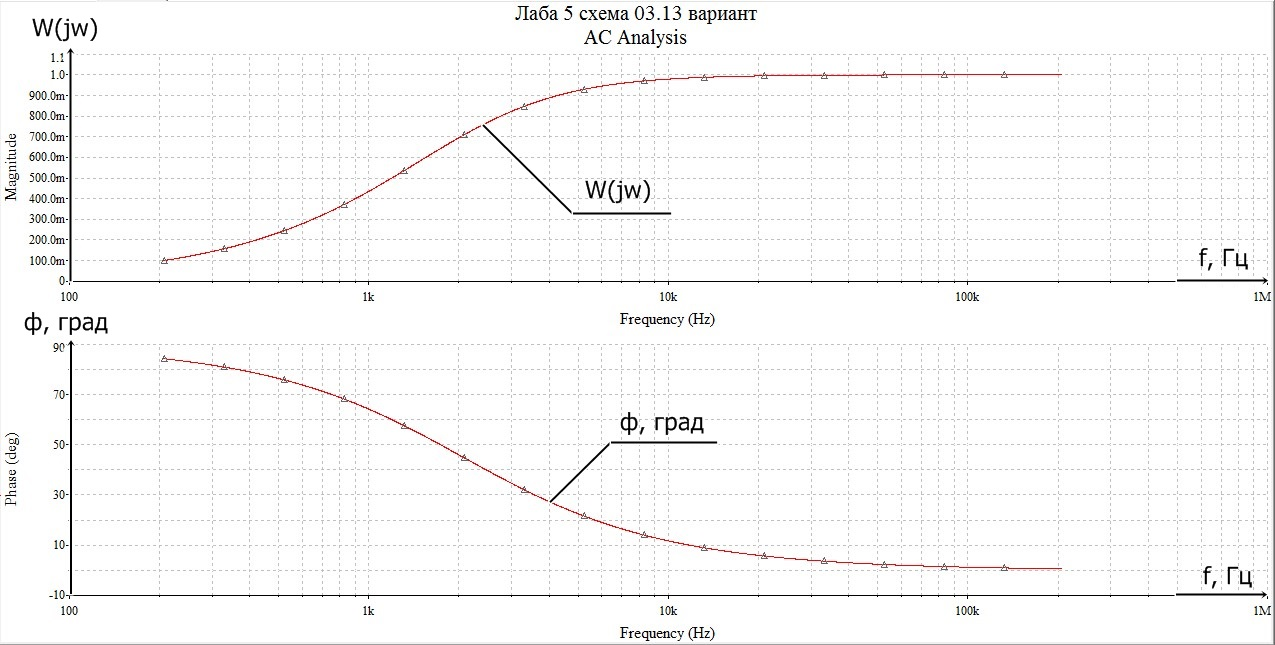 Лаба 5 схема 03.13 вариант
AC Analysis
W(jw)
1.1
1.0
900.0m
800.0m
700.0m
600.0m
500.0m
400.0m
300.0m
200.0m
100.0m
0
Magnitude
W(jw)
f, Гц
100 1k 10k 100k 1M
Frequency (Hz)
ф, град
90
70
50
30
10
-10
Phase (deg)
ф, град
f, Гц
100 1k 10k 100k 1M
Frequency (Hz)